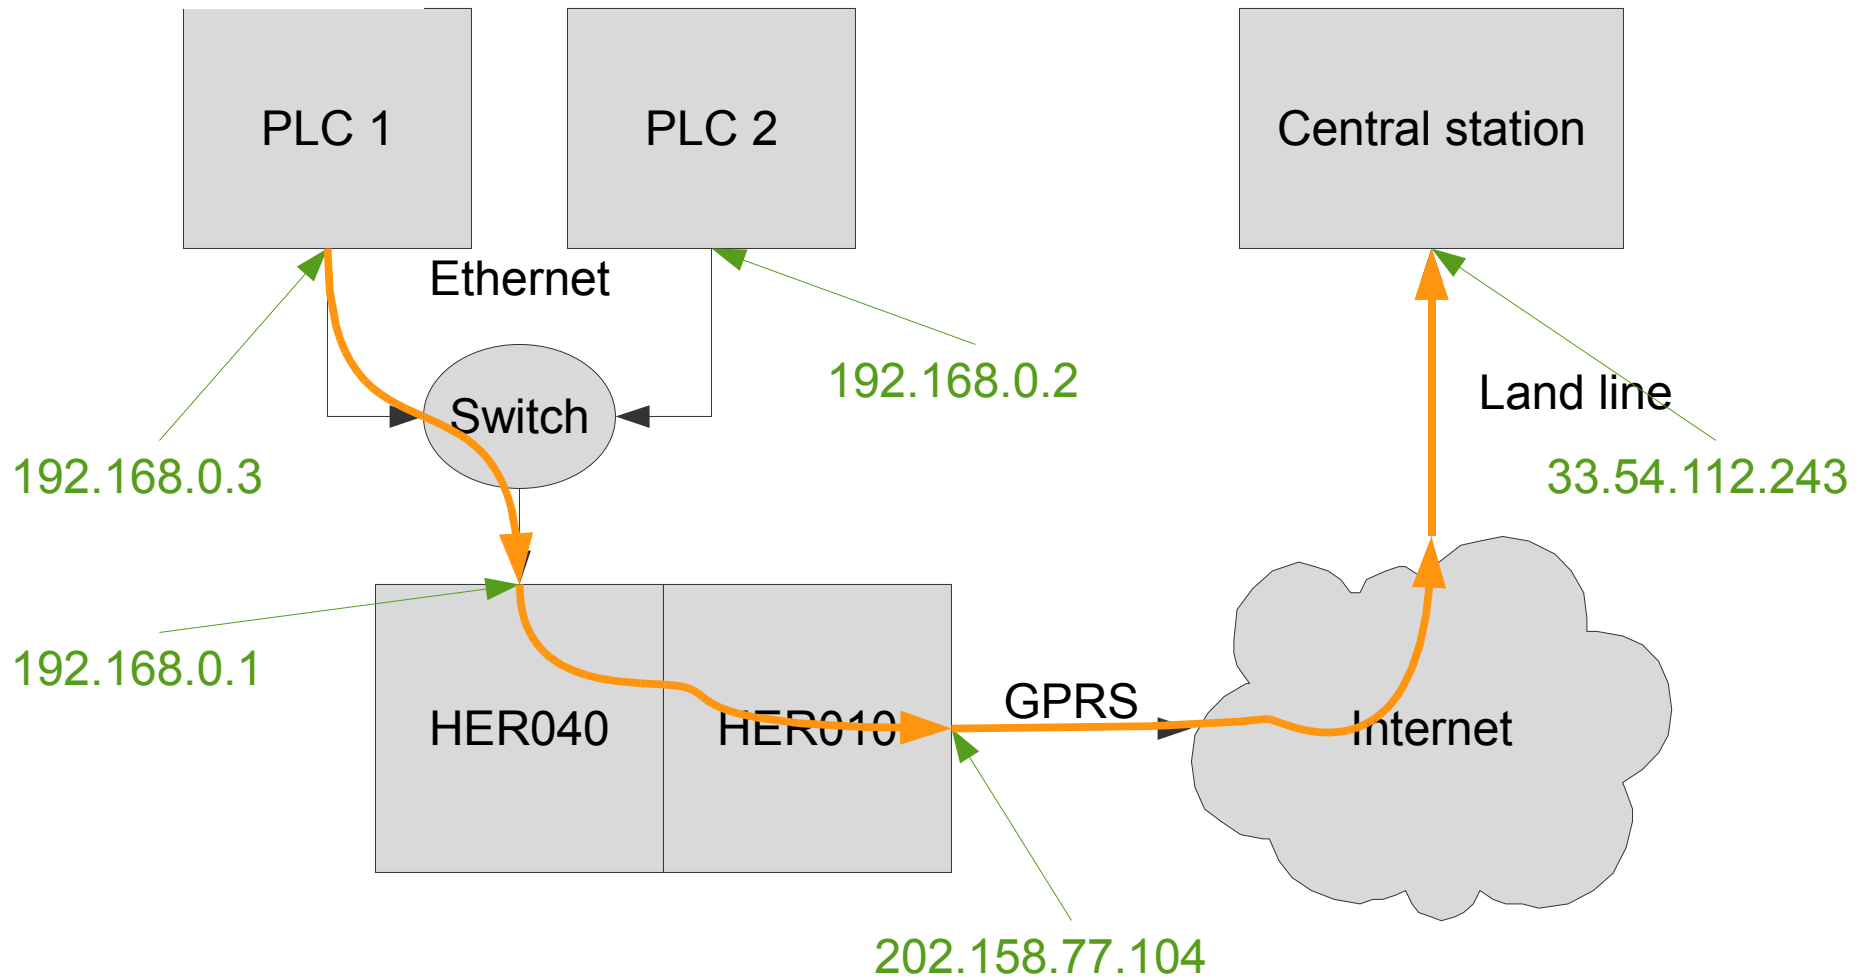 PLC 1
PLC 2
Central station
Ethernet
192.168.0.2
Land line
Switch
192.168.0.3
33.54.112.243
192.168.0.1
GPRS
HER040
HER010
Internet
202.158.77.104